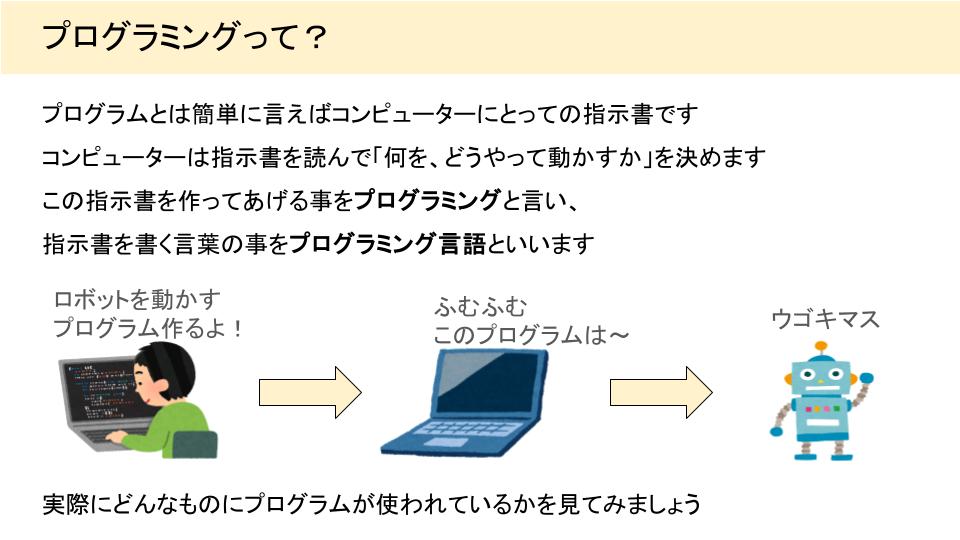 プログラミングって？
プログラムとは簡単に言えばコンピューターにとっての指示書です
コンピューターは指示書を読んで「何を、どうやって動かすか」を決めます
この指示書を作ってあげる事をプログラミングと言い、
指示書を書く言葉の事をプログラミング言語といいます
ロボットを動かす
プログラム作るよ！
ふむふむ
このプログラムは～
ウゴキマス
実際にどんなものにプログラムが使われているかを見てみましょう